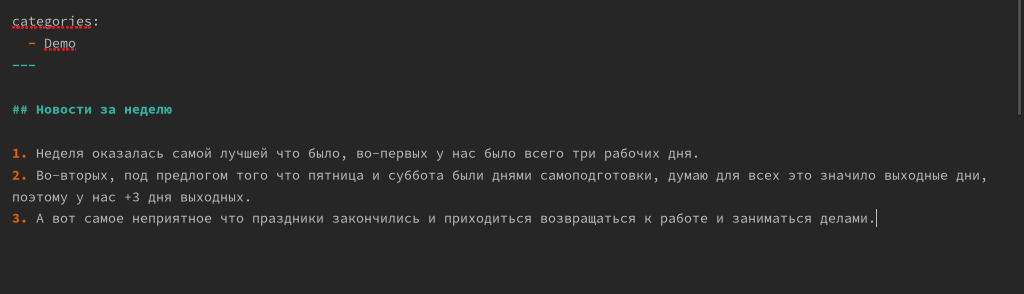 categories:
  - Demo
---
## Новости за неделю
1. Неделя оказалась самой лучшей что было, во-первых у нас было всего три рабочих дня.
2. Во-вторых, под предлогом того что пятница и суббота были днями самоподготовки, думаю для всех это значило выходные дни,
поэтому у нас +3 дня выходных.
3. А вот самое неприятное что праздники закончились и приходиться возвращаться к работе и заниматься делами.